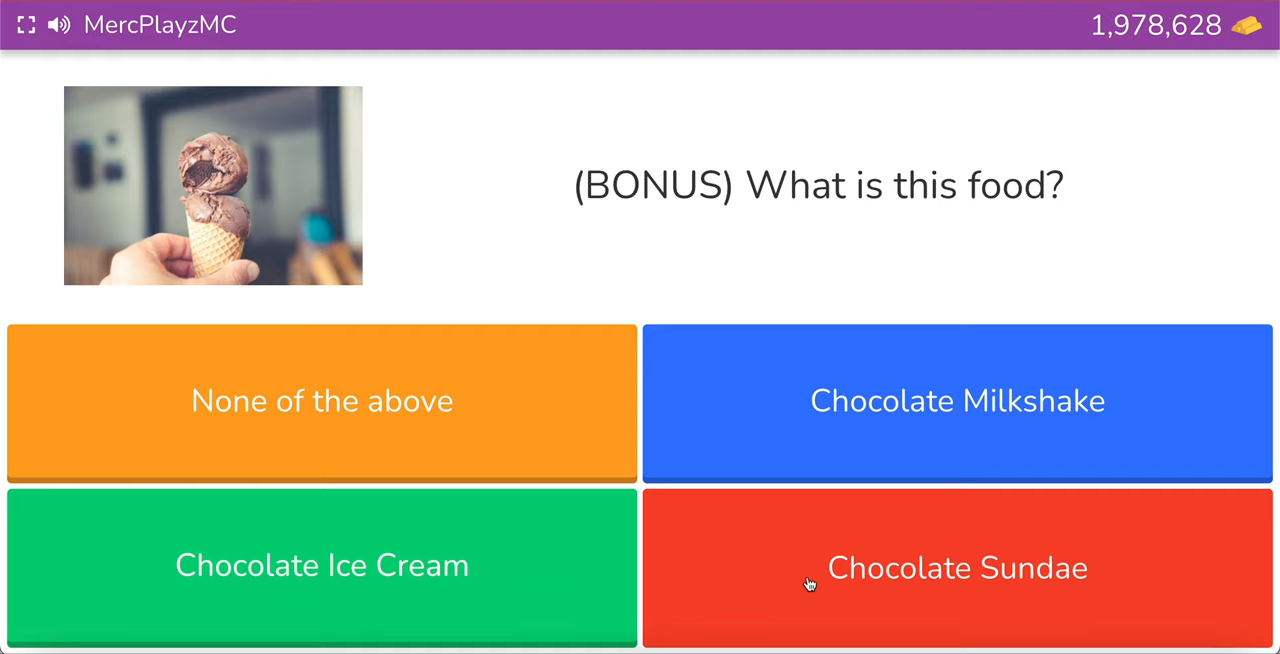 MercPlayzMC
1,978,628
(BONUS) What is this food?
None of the above
Chocolate Milkshake
Chocolate Ice Cream
Chocolate Sundae